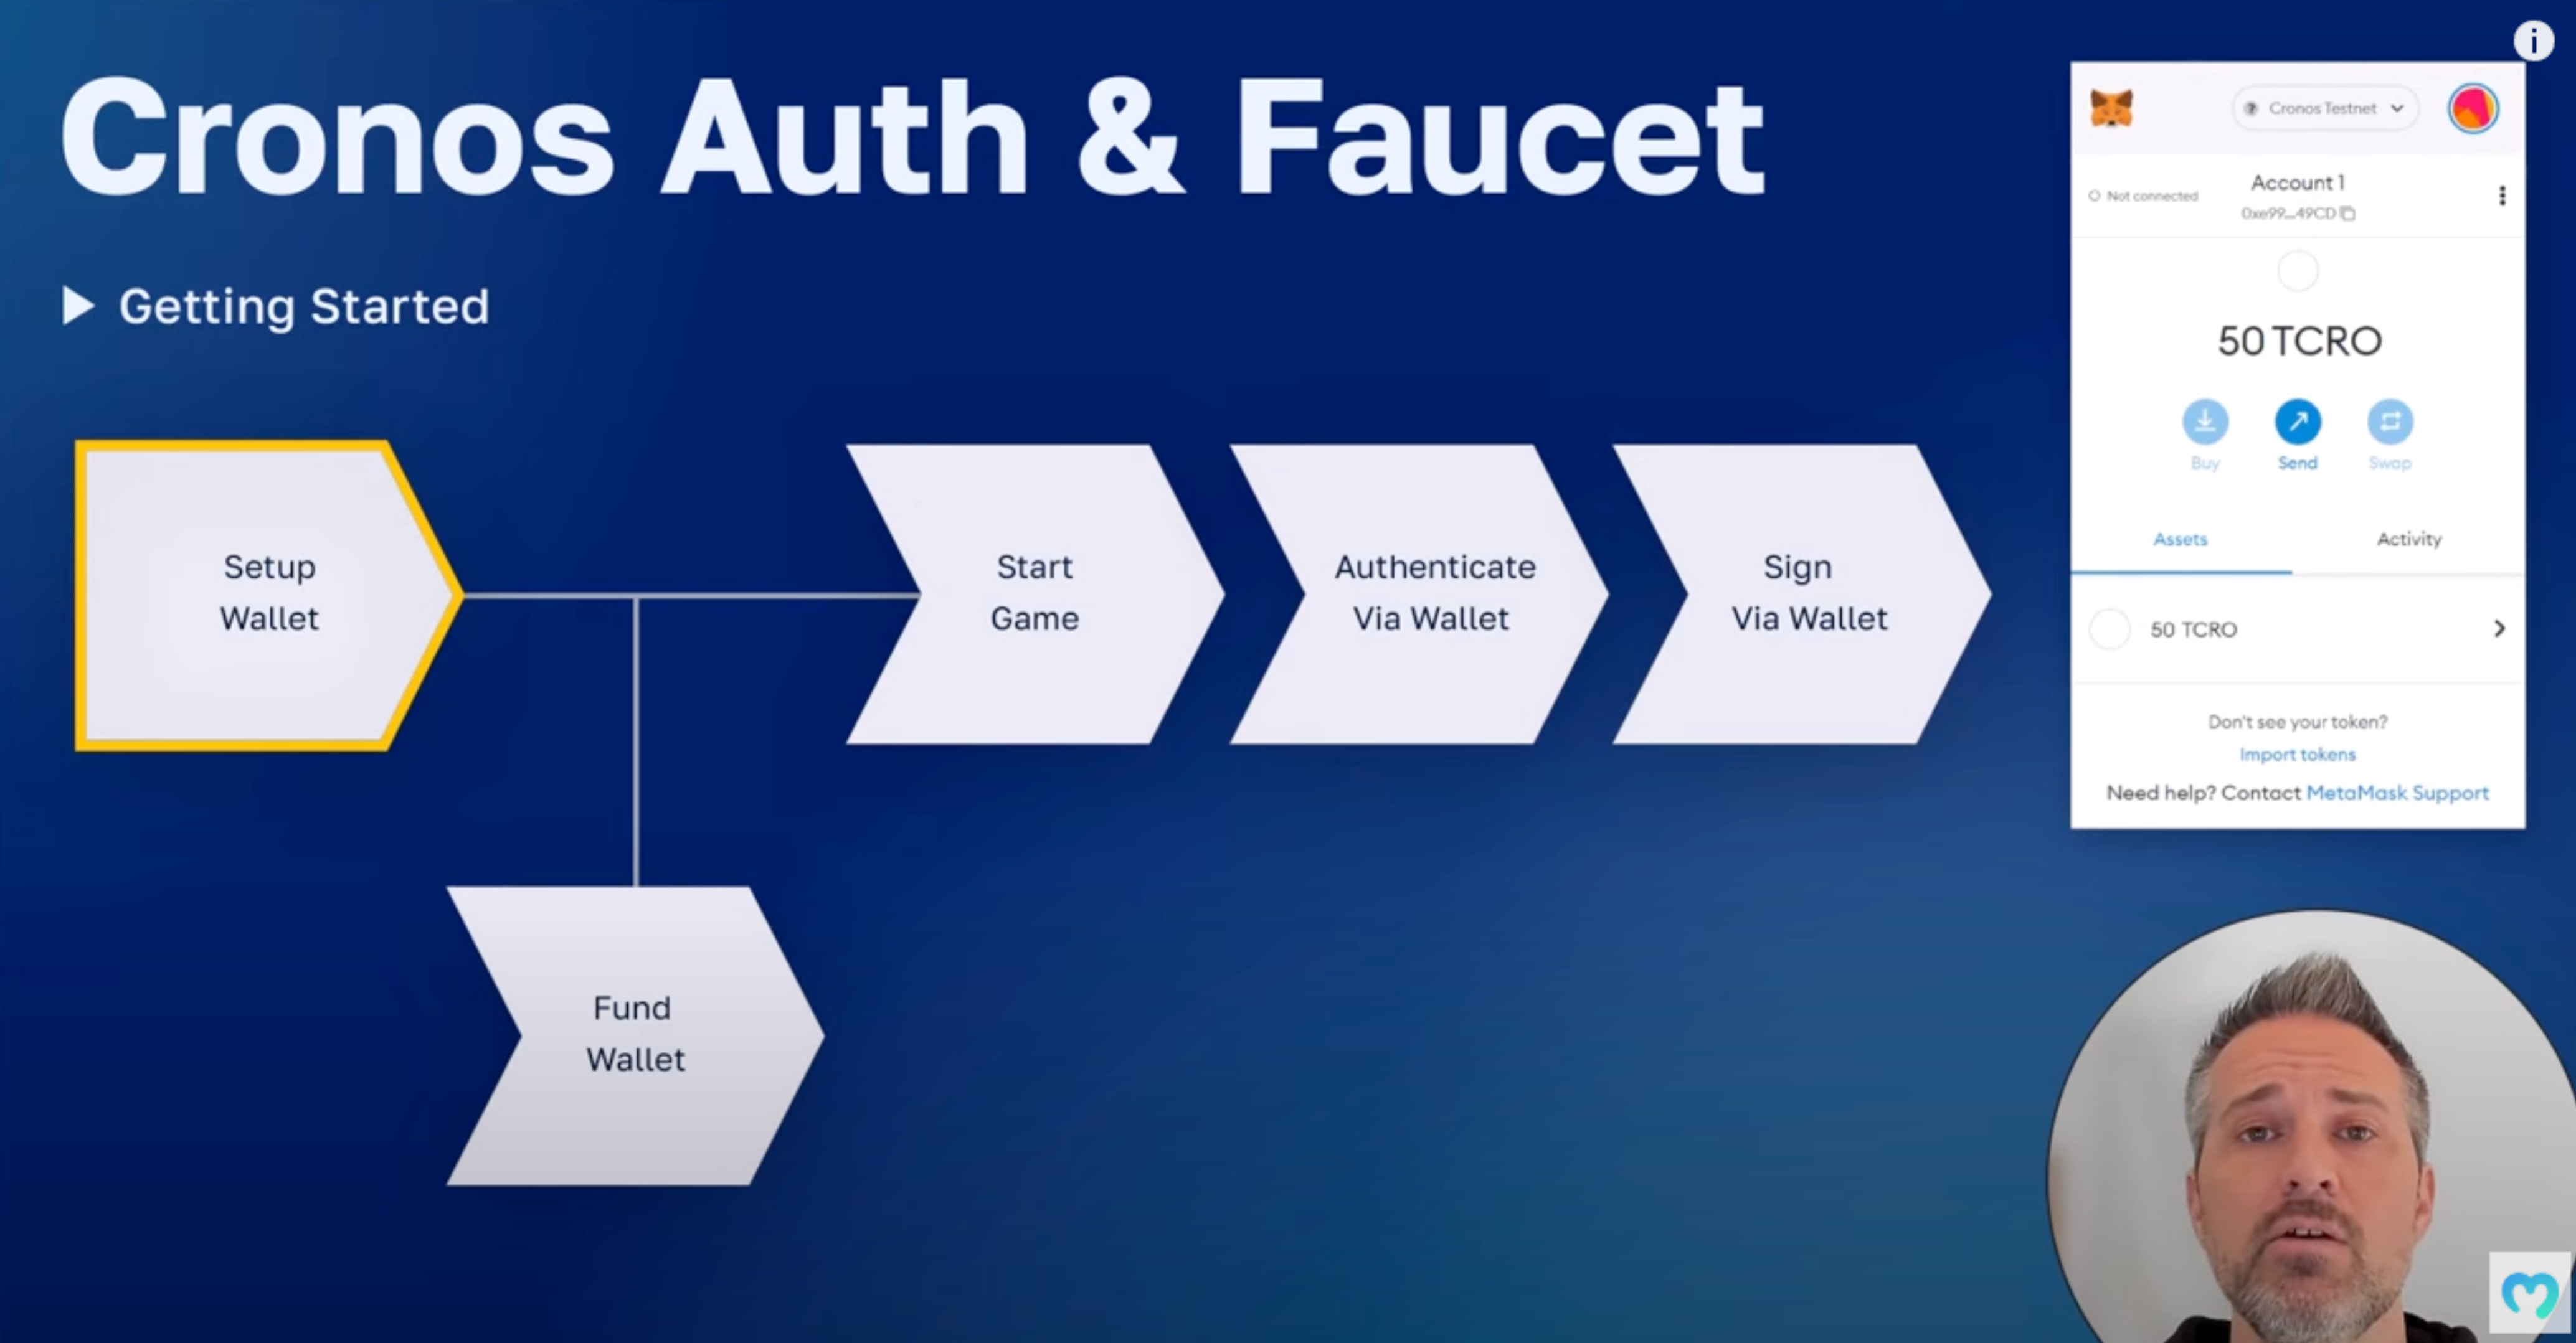 Cronos Auth & Faucet
Getting Started
Setup
Wallet
Start
Game
Authenticate
Via Wallet
Sign
Via Wallet
Fund
Wallet
i
Cronos Testnet
Not connected
Account 1
0xe99...49CD
50 TCRO
Buy
Send
Swap
Assets
Activity
50 TCRO
Don't see your token?
Import tokens
Need help? Contact MetaMask Support